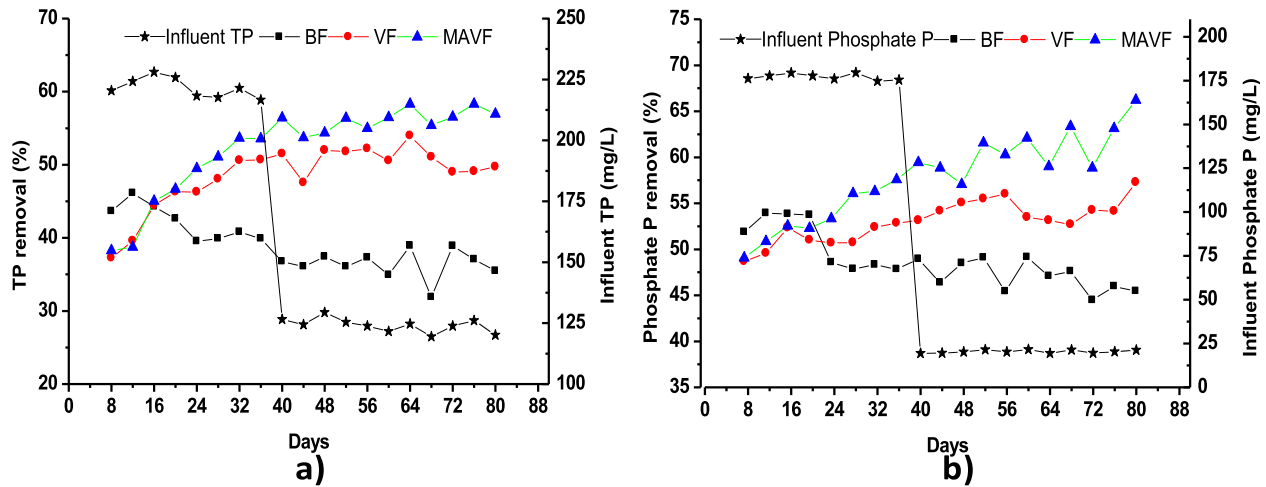 70
60
50
40
30
20
TP removal (%)
Influent TP BF VF MAVF
250
225
200
175
150
125
100
Influent TP (mg/L)
0 8 16 24 32 40 48 56 64 72 80 88
Days
a)
75
70
65
60
55
50
45
40
35
Phosphate P removal (%)
Influent Phosphate P BF VF MAVF
200
175
150
125
100
75
50
25
0
Influent Phosphate P (mg/L)
0 8 16 24 32 40 48 56 64 72 80 88
Days
b)